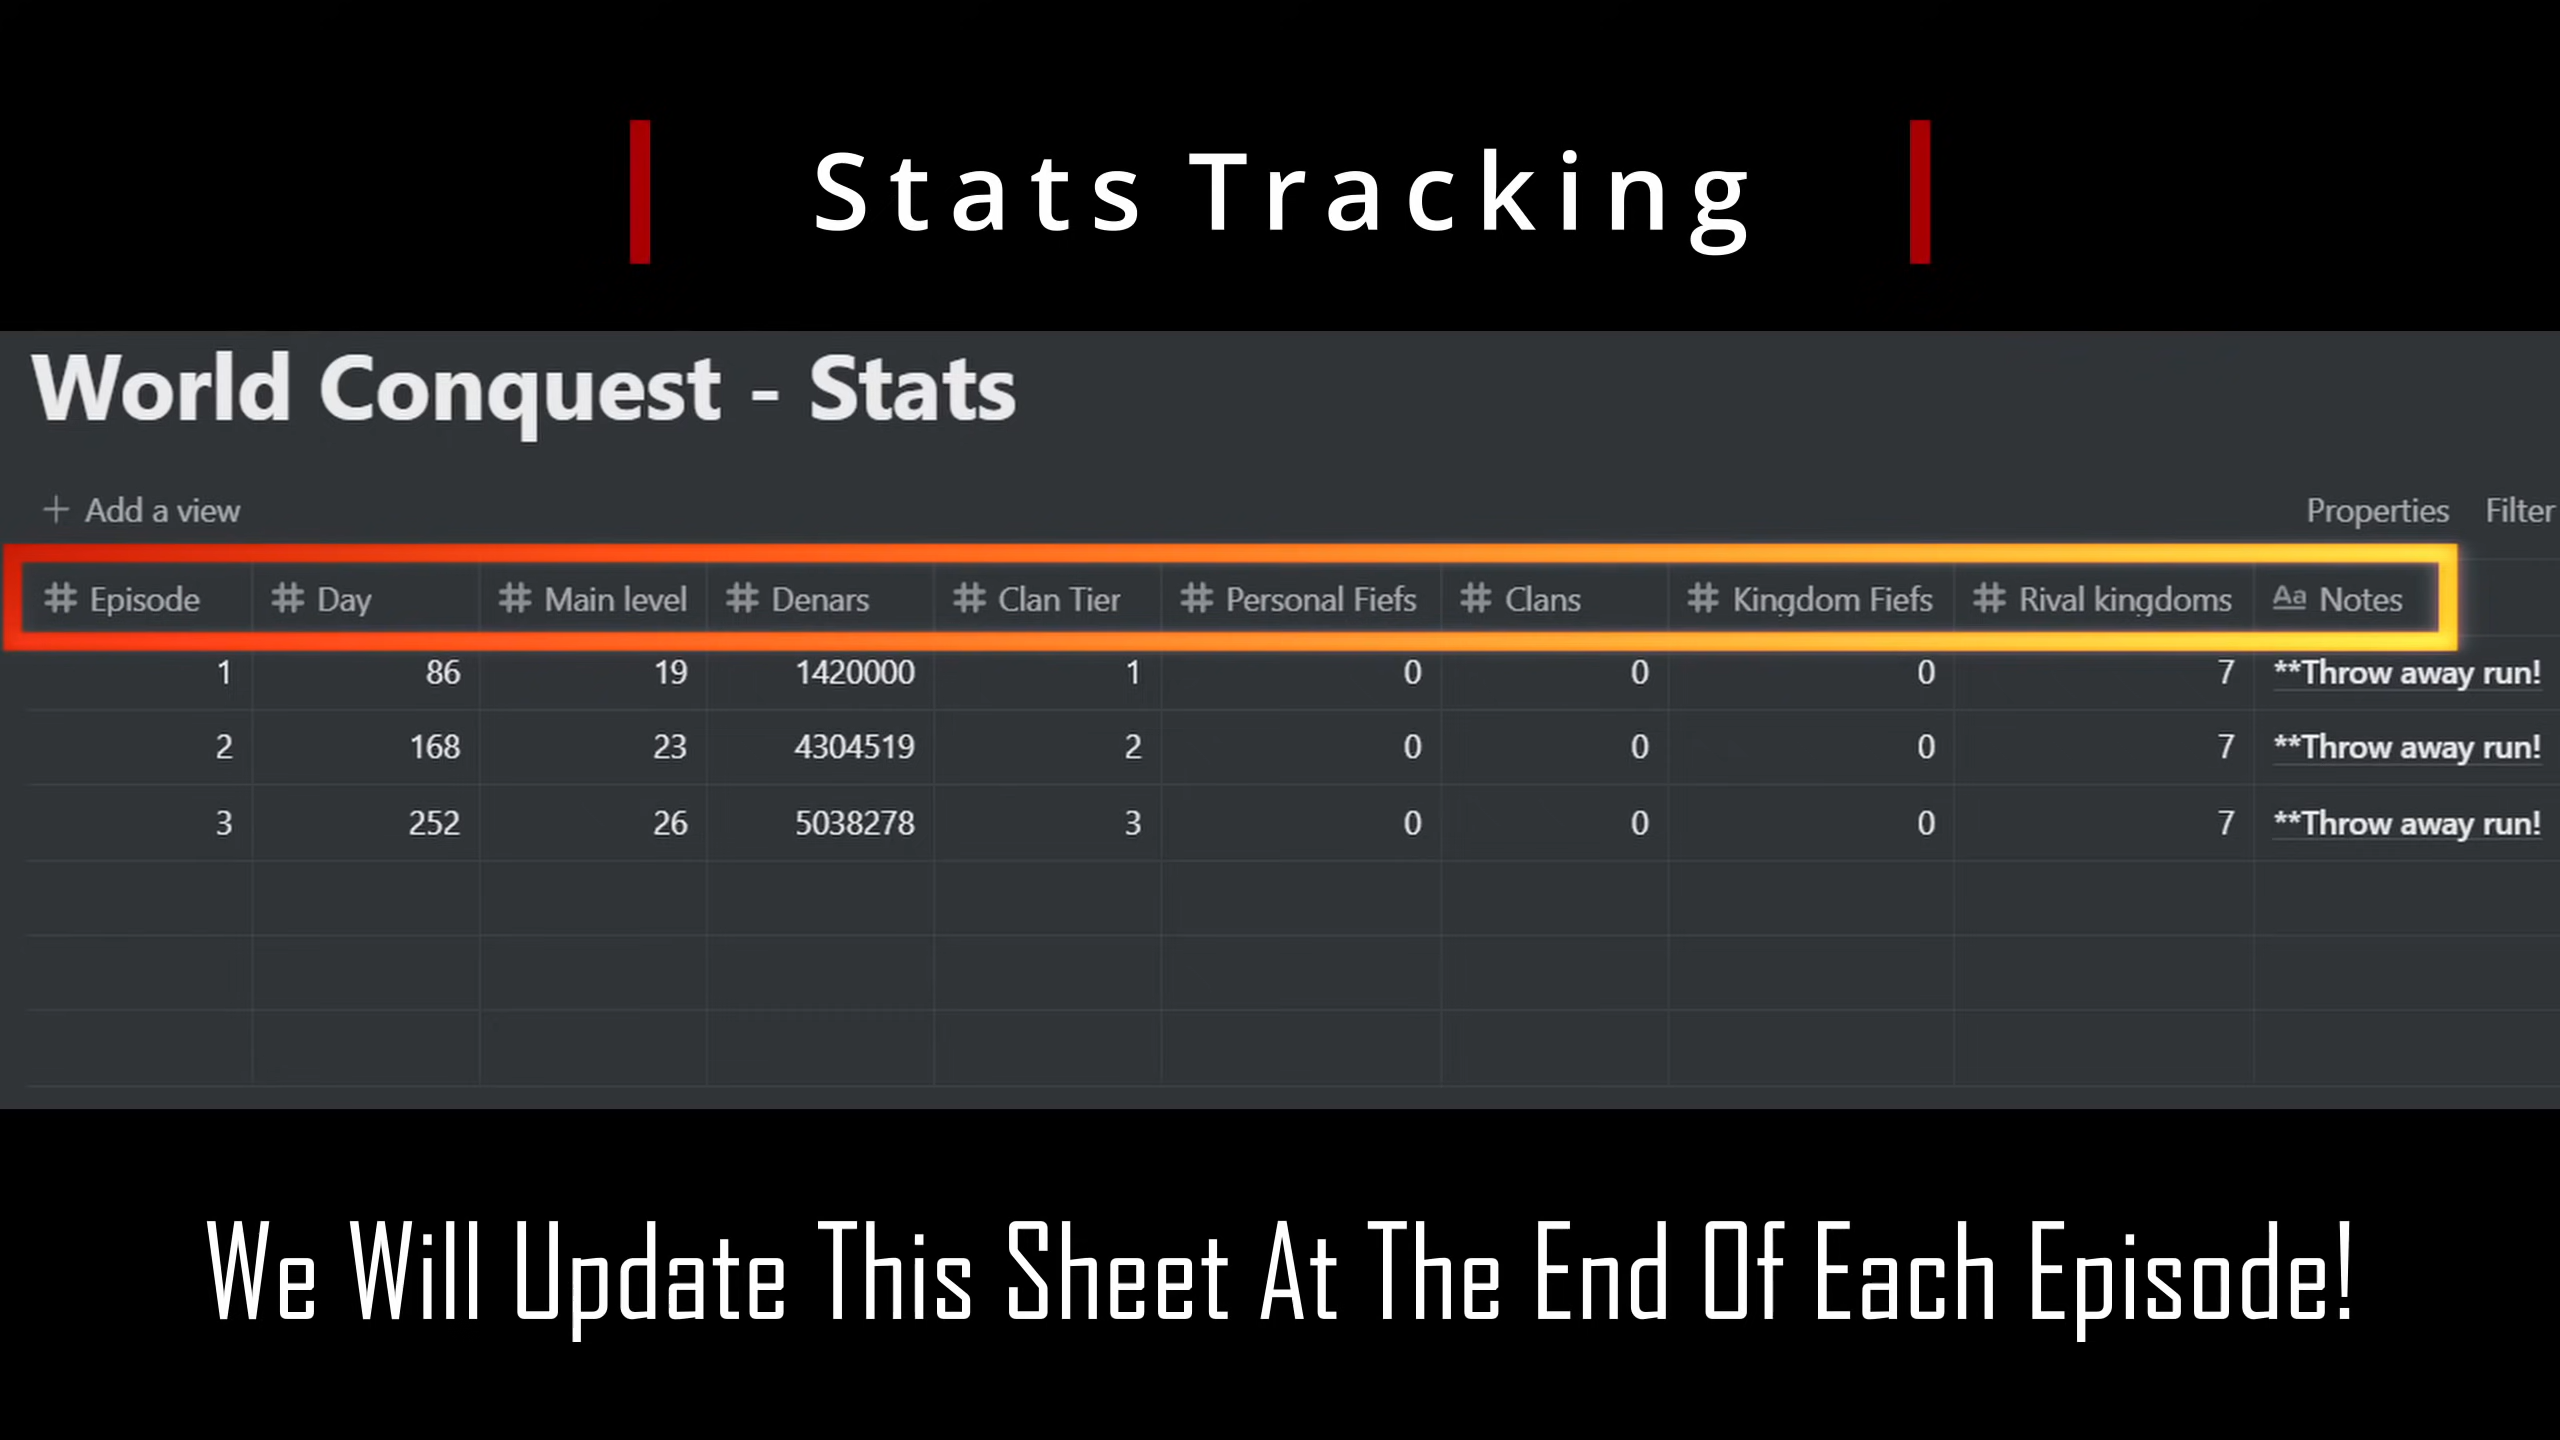 Stats Tracking
World Conquest - Stats
+ Add a view Properties Filter
# Episode # Day # Main level # Denars # Clan Tier # Personal Fiefs # Clans # Kingdom Fiefs # Rival kingdoms Aa Notes
1 86 19 1420000 1 0 0 0 7 **Throw away run!
2 168 23 4304519 2 0 0 0 7 **Throw away run!
3 252 26 5038278 3 0 0 0 7 **Throw away run!
We Will Update This Sheet At The End Of Each Episode!